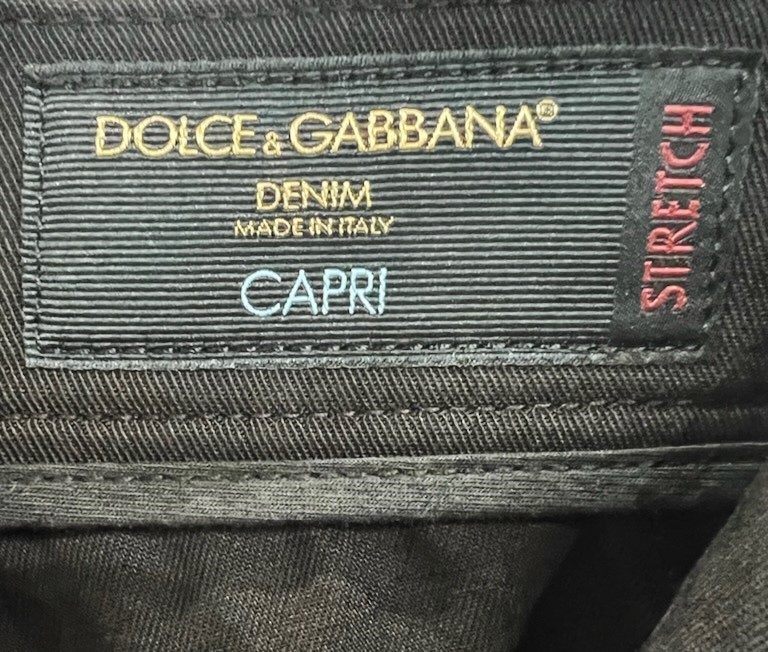 DOLCE & GABBANA®
DENIM
MADE IN ITALY
CAPRI
STRETCH